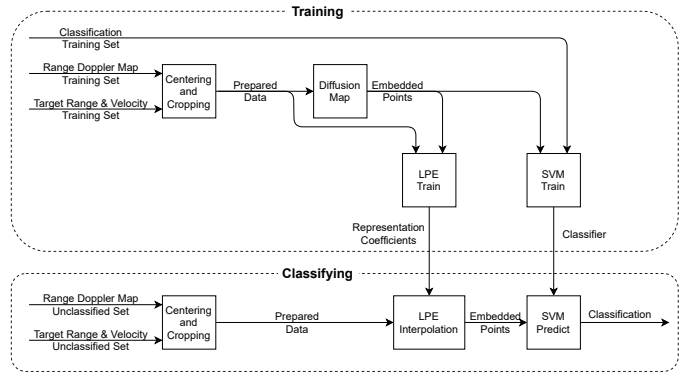 Training
Classification
Training Set
Range Doppler Map
Training Set
Target Range & Velocity
Training Set
Centering
and
Cropping
Prepared
Data
Diffusion
Map
Embedded
Points
LPE
Train
SVM
Train
Representation
Coefficients
Classifier
Classifying
Range Doppler Map
Unclassified Set
Target Range & Velocity
Unclassified Set
Centering
and
Cropping
Prepared
Data
LPE
Interpolation
Embedded
Points
SVM
Predict
Classification